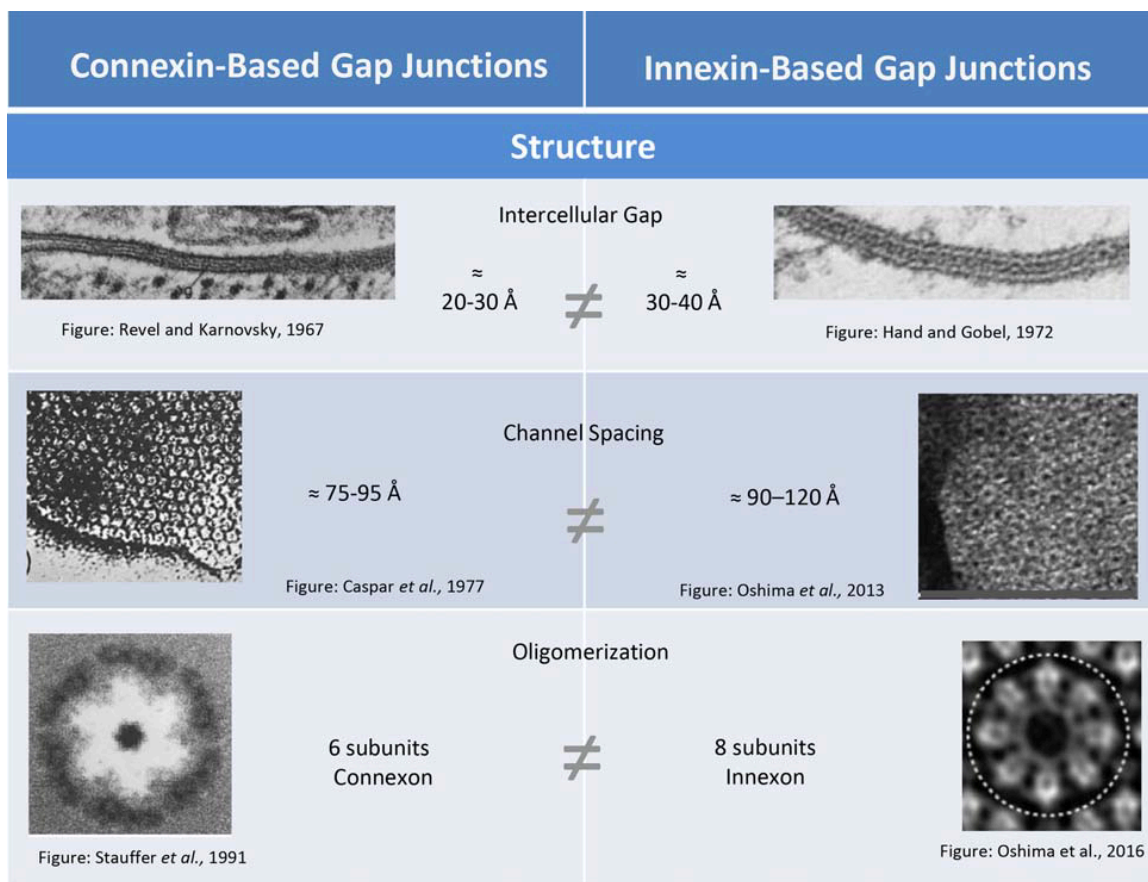 Connexin-Based Gap Junctions
Innexin-Based Gap Junctions
Structure
Intercellular Gap
≈
20-30 Å
≠
≈
30-40 Å
Figure: Revel and Karnovsky, 1967
Figure: Hand and Gobel, 1972
Channel Spacing
≈ 75-95 Å
≠
≈ 90–120 Å
Figure: Caspar et al., 1977
Figure: Oshima et al., 2013
Oligomerization
6 subunits
Connexon
≠
8 subunits
Innexon
Figure: Stauffer et al., 1991
Figure: Oshima et al., 2016